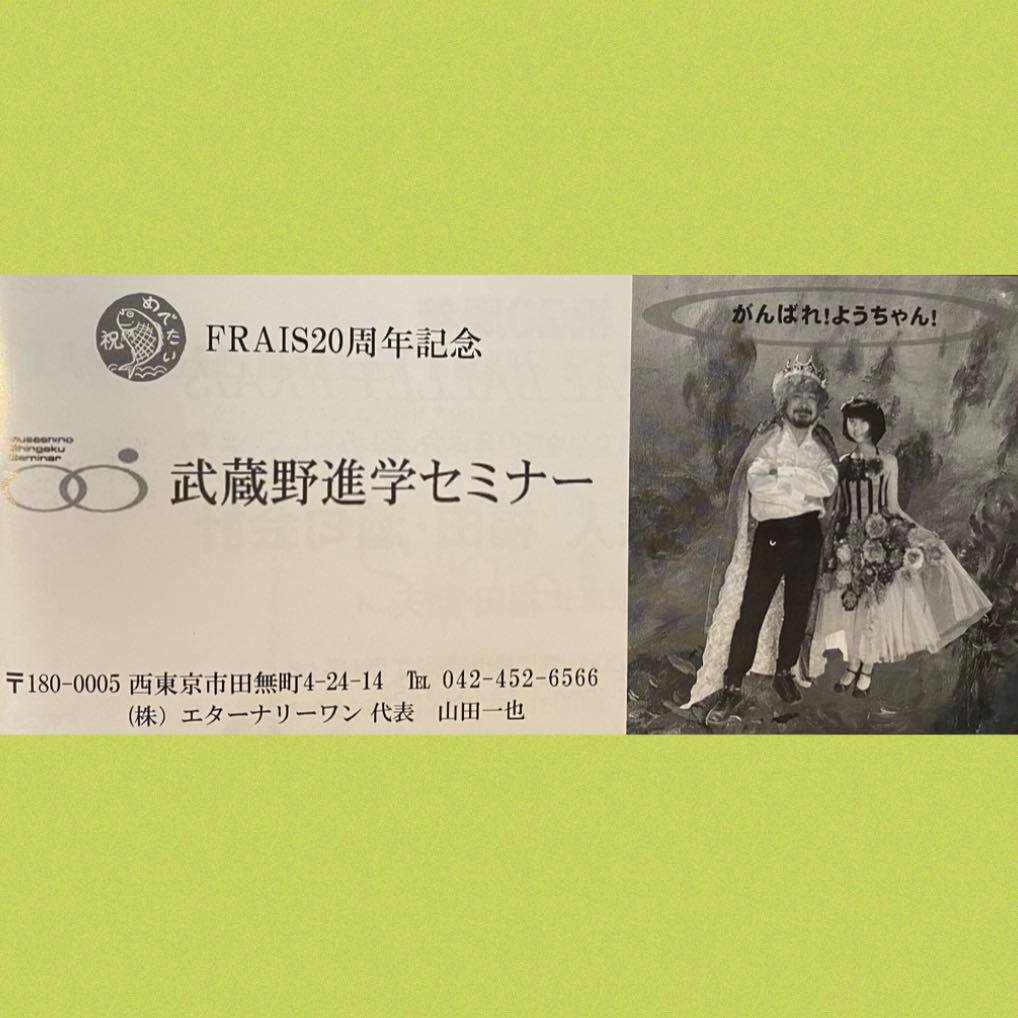 めでたい
祝
FRAIS20周年記念
Musashino
Shingaku
Seminar
武蔵野進学セミナー
〒180-0005 西東京市田無町4-24-14 ℡ 042-452-6566
(株) エターナリーワン 代表 山田一也
がんばれ!ようちゃん!